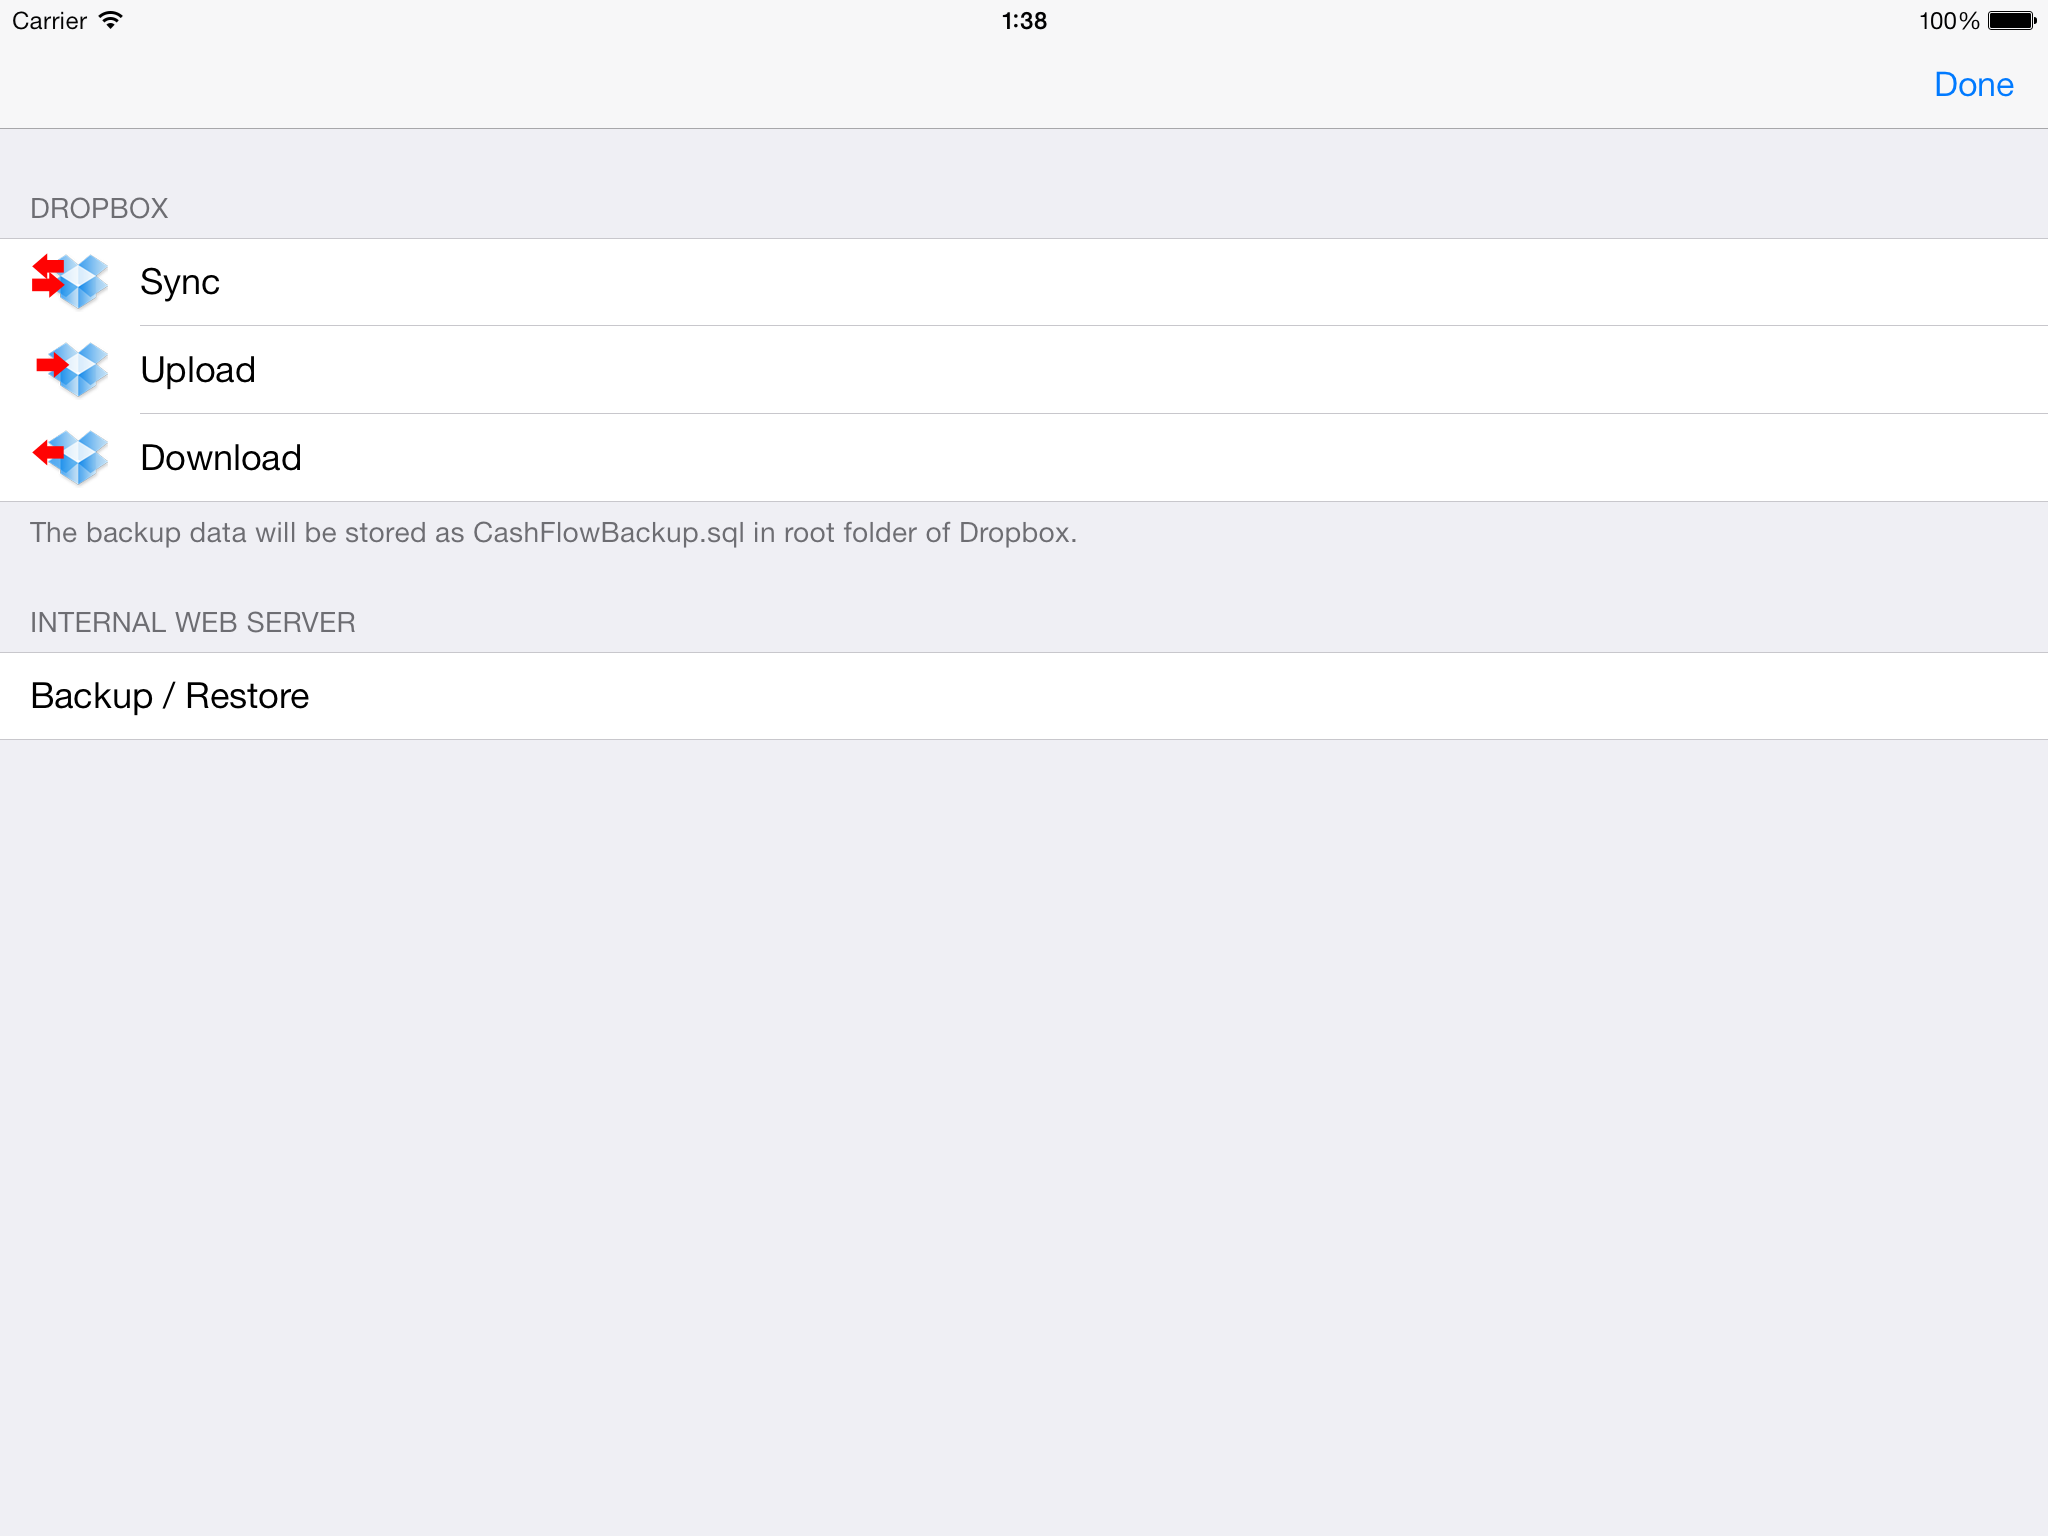 Carrier 1:38 100%
Done
DROPBOX
Sync
Upload
Download
The backup data will be stored as CashFlowBackup.sql in root folder of Dropbox.
INTERNAL WEB SERVER
Backup / Restore